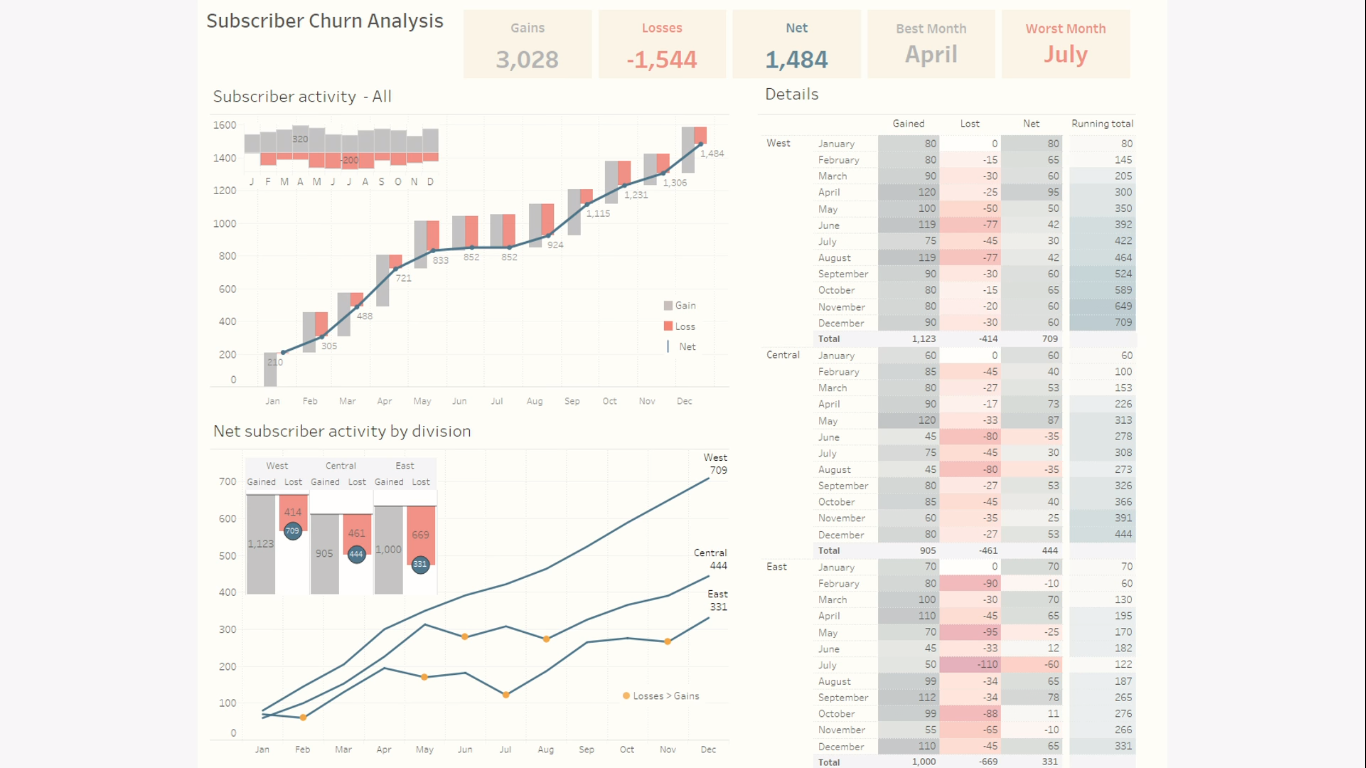 Subscriber Churn Analysis
Gains
3,028
Losses
-1,544
Net
1,484
Best Month
April
Worst Month
July
Subscriber activity - All
1600
1400
1200
1000
800
600
400
200
0
320
-200
J F M A M J J A S O N D
210
305
488
721
833
852
852
924
1,115
1,231
1,306
1,484
Gain
Loss
Net
Jan Feb Mar Apr May Jun Jul Aug Sep Oct Nov Dec
Net subscriber activity by division
700
600
500
400
300
200
100
0
West Central East
Gained Lost Gained Lost Gained Lost
1,123 414 709
905 461 444
1,000 669 331
West
709
Central
444
East
331
Losses > Gains
Jan Feb Mar Apr May Jun Jul Aug Sep Oct Nov Dec
Details
Gained Lost Net Running total
West January 80 0 80 80
February 80 -15 65 145
March 90 -30 60 205
April 120 -25 95 300
May 100 -50 50 350
June 119 -77 42 392
July 75 -45 30 422
August 119 -77 42 464
September 90 -30 60 524
October 80 -15 65 589
November 80 -20 60 649
December 90 -30 60 709
Total 1,123 -414 709
Central January 60 0 60 60
February 85 -45 40 100
March 80 -27 53 153
April 90 -17 73 226
May 120 -33 87 313
June 45 -80 -35 278
July 75 -45 30 308
August 45 -80 -35 273
September 80 -27 53 326
October 85 -45 40 366
November 60 -35 25 391
December 80 -27 53 444
Total 905 -461 444
East January 70 0 70 70
February 80 -90 -10 60
March 100 -30 70 130
April 110 -45 65 195
May 70 -95 -25 170
June 45 -33 12 182
July 50 -110 -60 122
August 99 -34 65 187
September 112 -34 78 265
October 99 -88 11 276
November 55 -65 -10 266
December 110 -45 65 331
Total 1,000 -669 331